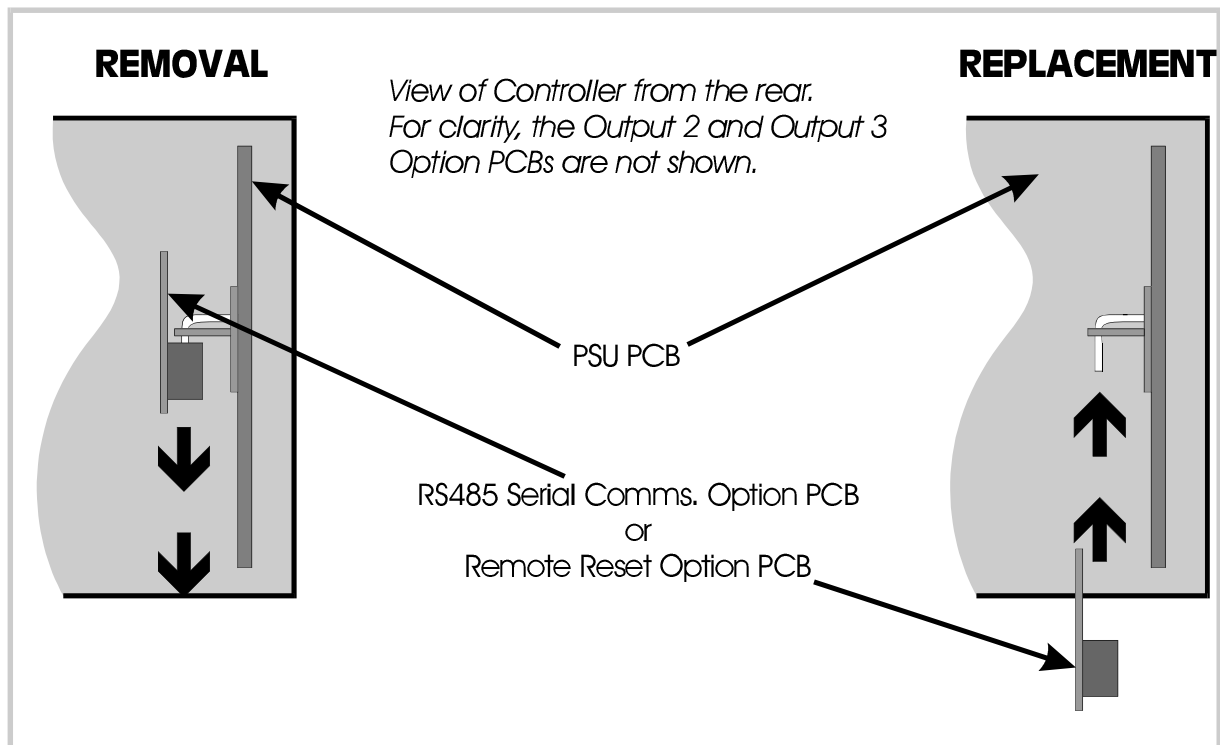 REMOVAL
REPLACEMENT
View of Controller from the rear.
For clarity, the Output 2 and Output 3
Option PCBs are not shown.
PSU PCB
RS485 Serial Comms. Option PCB
or
Remote Reset Option PCB